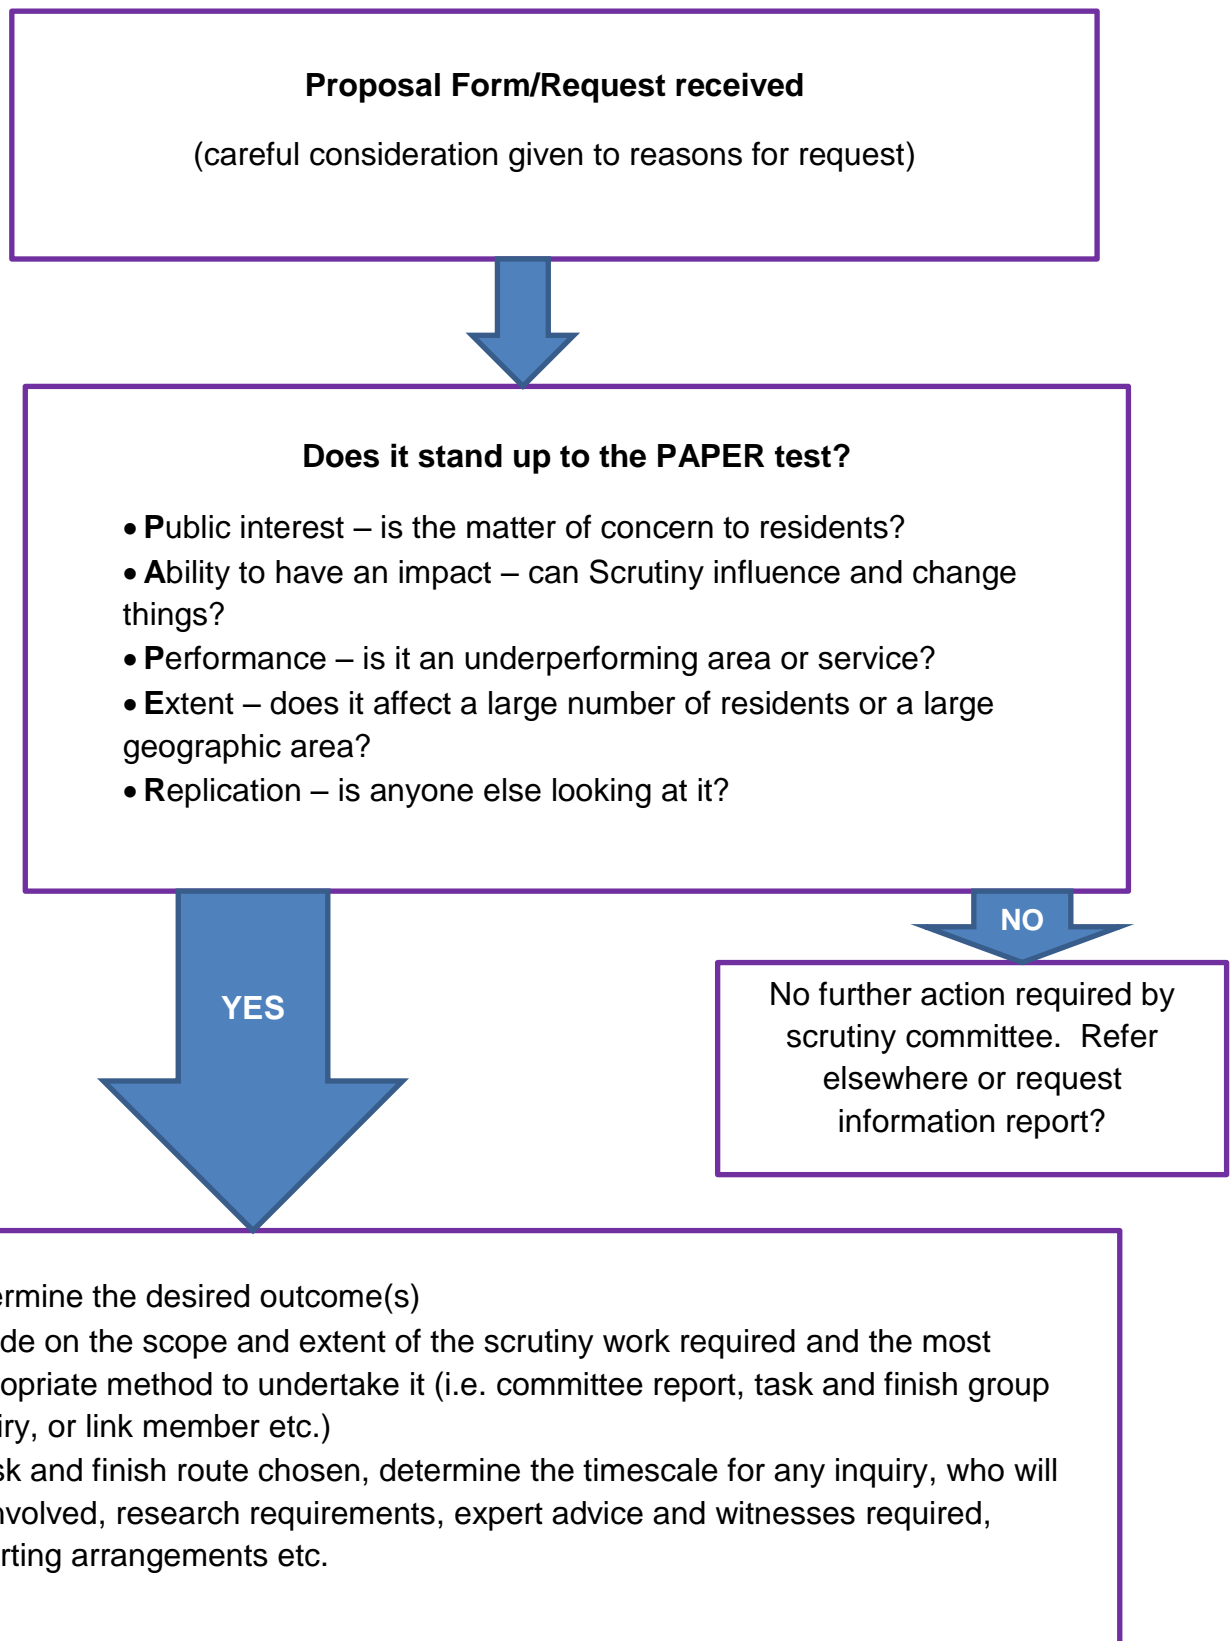 Proposal Form/Request received
(careful consideration given to reasons for request)
Does it stand up to the PAPER test?
• Public interest – is the matter of concern to residents?
• Ability to have an impact – can Scrutiny influence and change
things?
• Performance – is it an underperforming area or service?
• Extent – does it affect a large number of residents or a large
geographic area?
• Replication – is anyone else looking at it?
NO
No further action required by
scrutiny committee. Refer
elsewhere or request
information report?
YES
ermine the desired outcome(s)
de on the scope and extent of the scrutiny work required and the most
opriate method to undertake it (i.e. committee report, task and finish group
iry, or link member etc.)
sk and finish route chosen, determine the timescale for any inquiry, who will
nvolved, research requirements, expert advice and witnesses required,
rting arrangements etc.